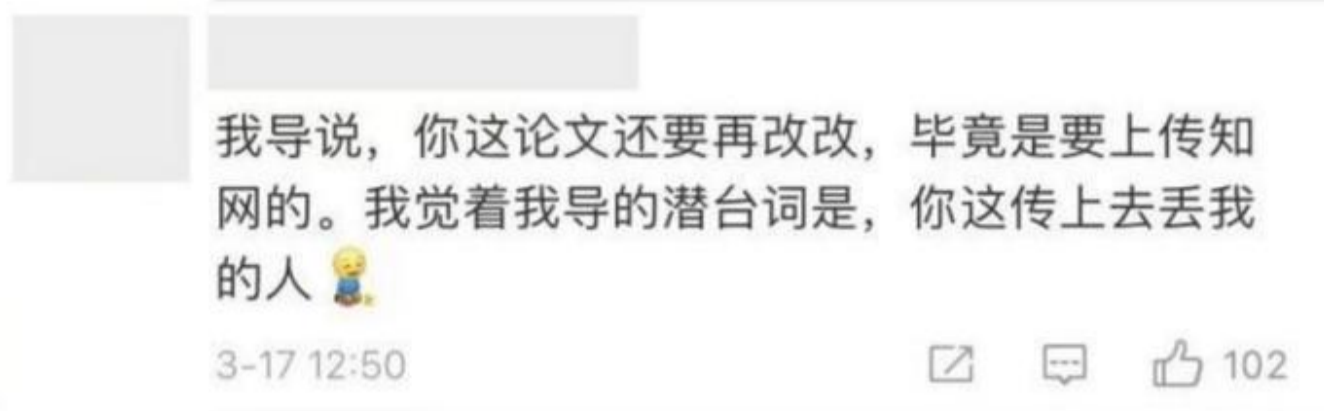 我导说，你这论文还要再改改，毕竟是要上传知
网的。我觉着我导的潜台词是，你这传上去丢我
的人
3-17 12:50
102